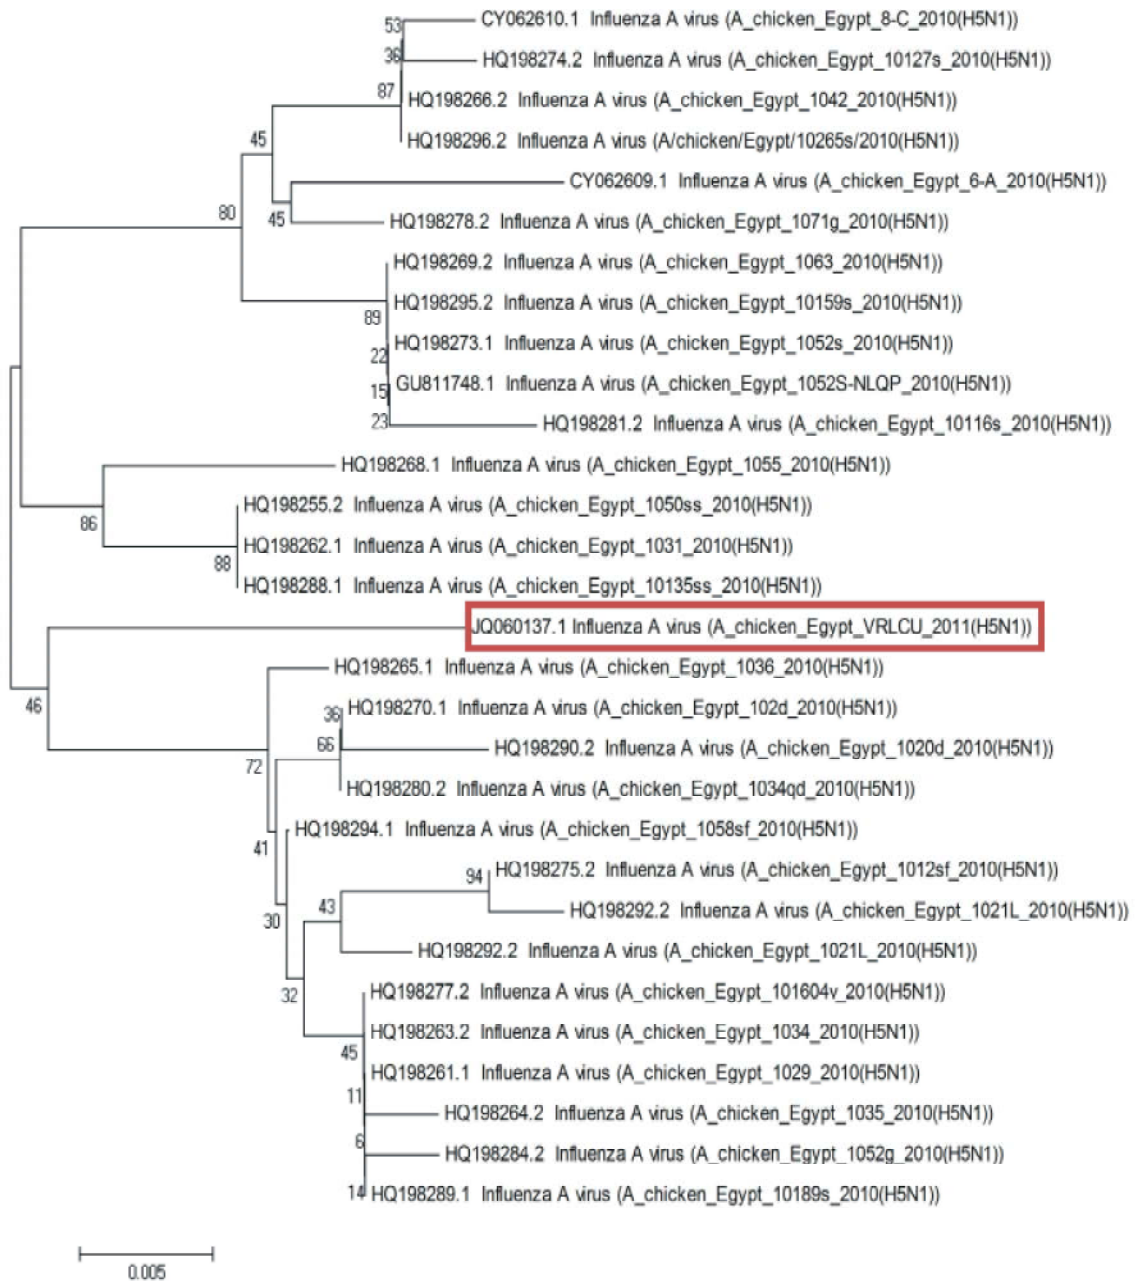 53
CY062610.1 Influenza A virus (A_chicken_Egypt_8-C_2010(H5N1))
36
HQ198274.2 Influenza A virus (A_chicken_Egypt_10127s_2010(H5N1))
87
HQ198266.2 Influenza A virus (A_chicken_Egypt_1042_2010(H5N1))
45
HQ198296.2 Influenza A virus (A/chicken/Egypt/10265s/2010(H5N1))
CY062609.1 Influenza A virus (A_chicken_Egypt_6-A_2010(H5N1))
80
45
HQ198278.2 Influenza A virus (A_chicken_Egypt_1071g_2010(H5N1))
HQ198269.2 Influenza A virus (A_chicken_Egypt_1063_2010(H5N1))
HQ198295.2 Influenza A virus (A_chicken_Egypt_10159s_2010(H5N1))
89
HQ198273.1 Influenza A virus (A_chicken_Egypt_1052s_2010(H5N1))
22
GU811748.1 Influenza A virus (A_chicken_Egypt_1052S-NLQP_2010(H5N1))
15
23
HQ198281.2 Influenza A virus (A_chicken_Egypt_10116s_2010(H5N1))
HQ198268.1 Influenza A virus (A_chicken_Egypt_1055_2010(H5N1))
HQ198255.2 Influenza A virus (A_chicken_Egypt_1050ss_2010(H5N1))
86
HQ198262.1 Influenza A virus (A_chicken_Egypt_1031_2010(H5N1))
88
HQ198288.1 Influenza A virus (A_chicken_Egypt_10135ss_2010(H5N1))
JQ060137.1 Influenza A virus (A_chicken_Egypt_VRLCU_2011(H5N1))
HQ198265.1 Influenza A virus (A_chicken_Egypt_1036_2010(H5N1))
46
36
HQ198270.1 Influenza A virus (A_chicken_Egypt_102d_2010(H5N1))
66
HQ198290.2 Influenza A virus (A_chicken_Egypt_1020d_2010(H5N1))
72
HQ198280.2 Influenza A virus (A_chicken_Egypt_1034qd_2010(H5N1))
HQ198294.1 Influenza A virus (A_chicken_Egypt_1058sf_2010(H5N1))
41
94
HQ198275.2 Influenza A virus (A_chicken_Egypt_1012sf_2010(H5N1))
43
HQ198292.2 Influenza A virus (A_chicken_Egypt_1021L_2010(H5N1))
30
HQ198292.2 Influenza A virus (A_chicken_Egypt_1021L_2010(H5N1))
32
HQ198277.2 Influenza A virus (A_chicken_Egypt_101604v_2010(H5N1))
HQ198263.2 Influenza A virus (A_chicken_Egypt_1034_2010(H5N1))
45
HQ198261.1 Influenza A virus (A_chicken_Egypt_1029_2010(H5N1))
11
HQ198264.2 Influenza A virus (A_chicken_Egypt_1035_2010(H5N1))
6
HQ198284.2 Influenza A virus (A_chicken_Egypt_1052g_2010(H5N1))
14
HQ198289.1 Influenza A virus (A_chicken_Egypt_10189s_2010(H5N1))
0.005